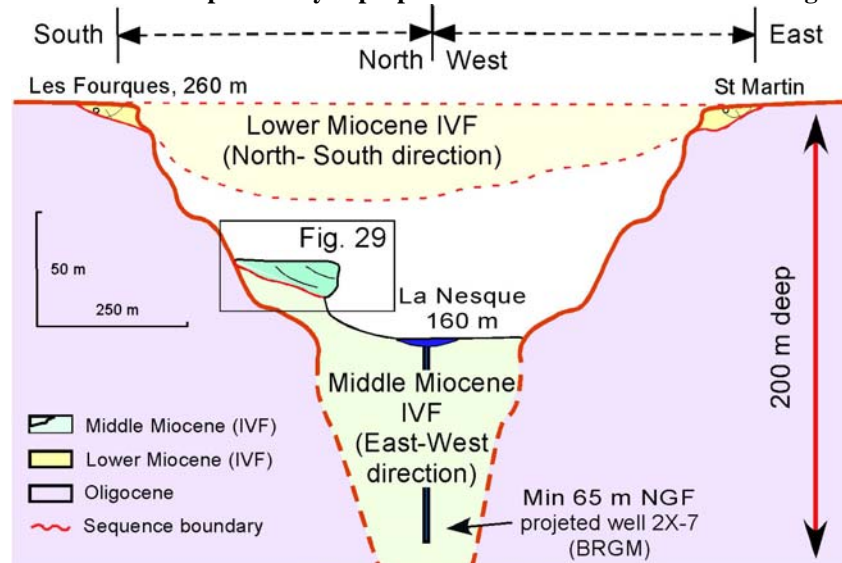 South
East
North
West
Les Fourques, 260 m
St Martin
Lower Miocene IVF
(North- South direction)
Fig. 29
50 m
250 m
La Nesque
160 m
200 m deep
Middle Miocene
IVF
(East-West
direction)
Middle Miocene (IVF)
Lower Miocene (IVF)
Oligocene
Sequence boundary
Min 65 m NGF
projeted well 2X-7
(BRGM)